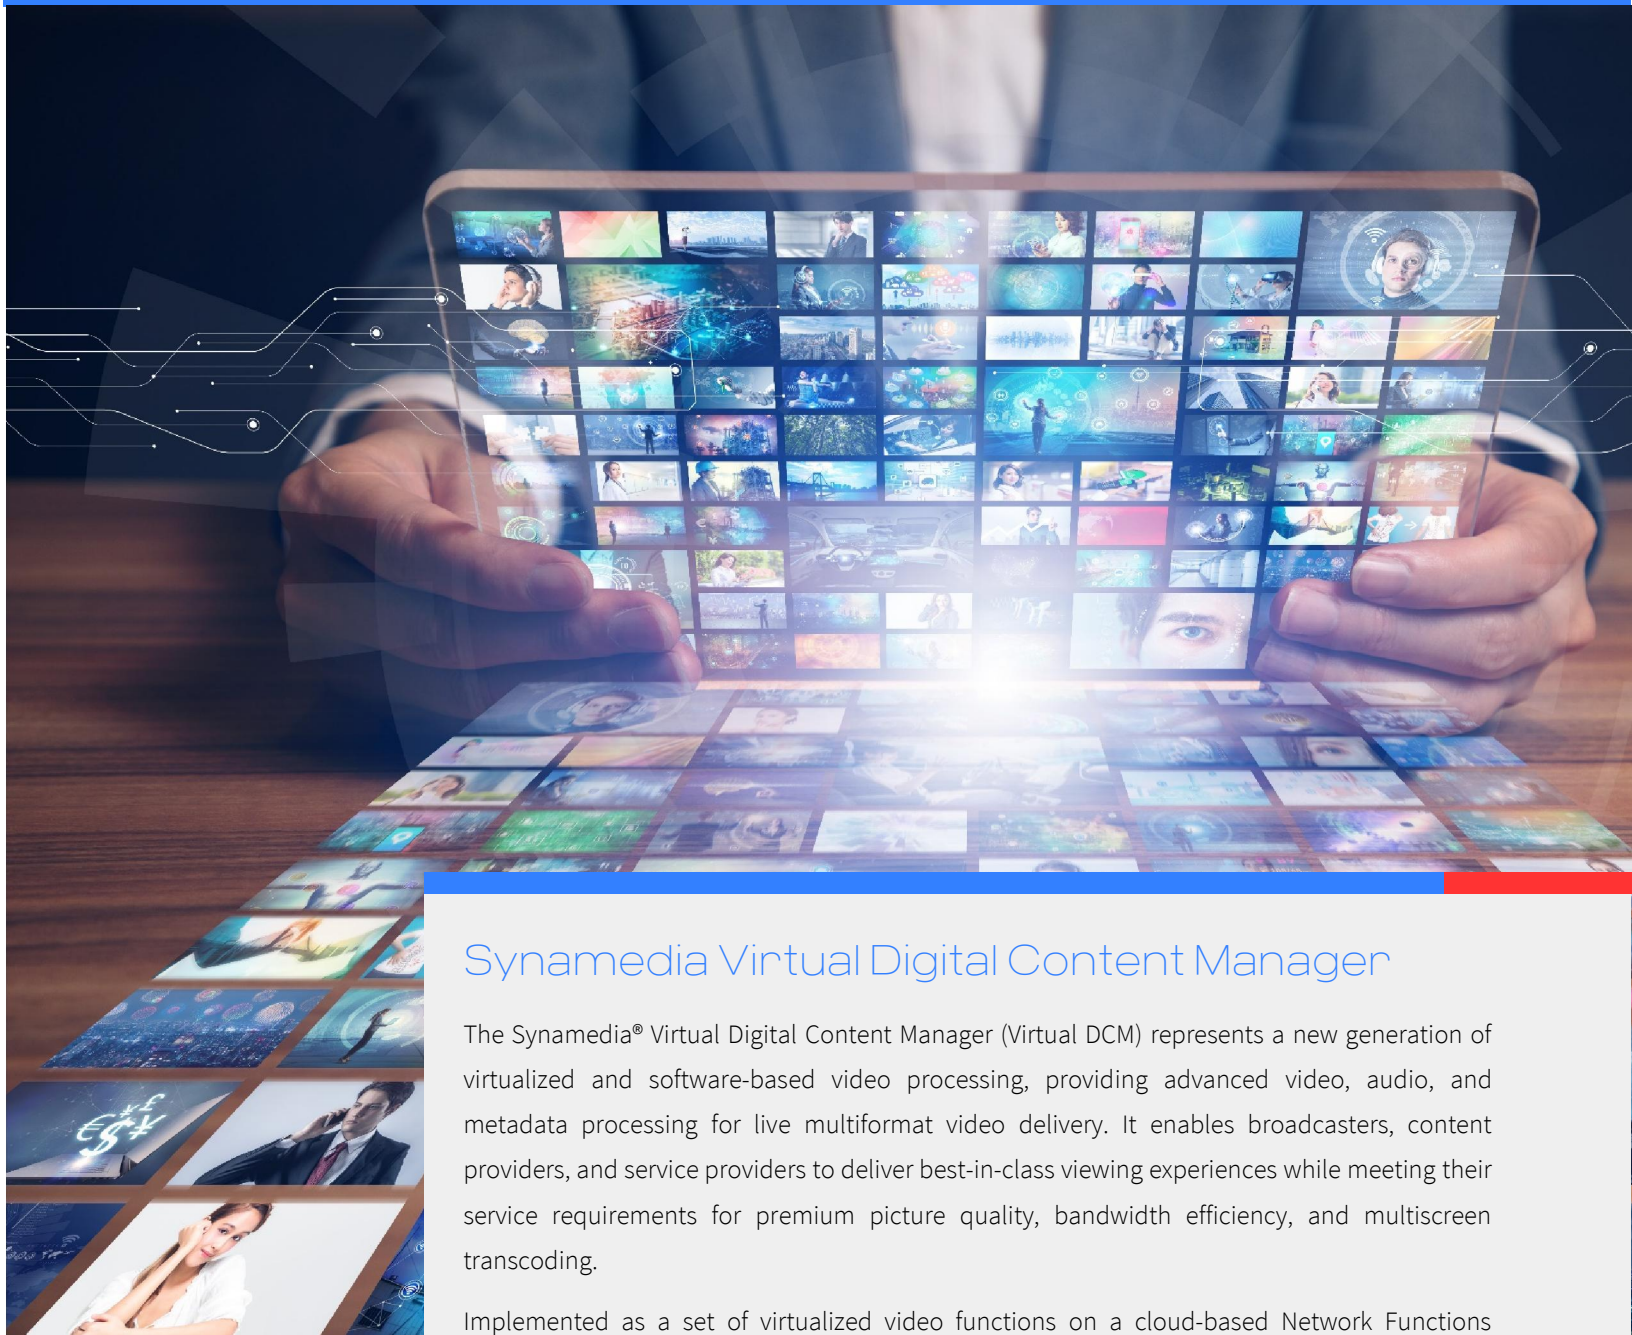 Synamedia Virtual Digital Content Manager
The Synamedia® Virtual Digital Content Manager (Virtual DCM) represents a new generation of
virtualized and software-based video processing, providing advanced video, audio, and
metadata processing for live multiformat video delivery. It enables broadcasters, content
providers, and service providers to deliver best-in-class viewing experiences while meeting their
service requirements for premium picture quality, bandwidth efficiency, and multiscreen
transcoding.
Implemented as a set of virtualized video functions on a cloud-based Network Functions